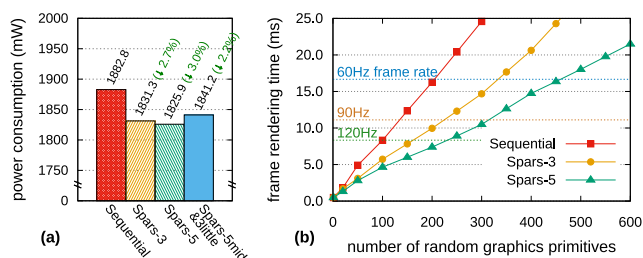 power consumption (mW)
2000
1950
1900
1850
1800
1882.8
1831.3 (⬇2.7%)
1825.9 (⬇3.0%)
1841.2 (⬇2.2%)
Sequential
Spars-3
Spars-5
Spars-5mid
&3little
(a)
frame rendering time (ms)
25.0
20.0
15.0
10.0
5.0
0.0
60Hz frame rate
90Hz
120Hz
Sequential
Spars-3
Spars-5
0 100 200 300 400 500 600
(b) number of random graphics primitives